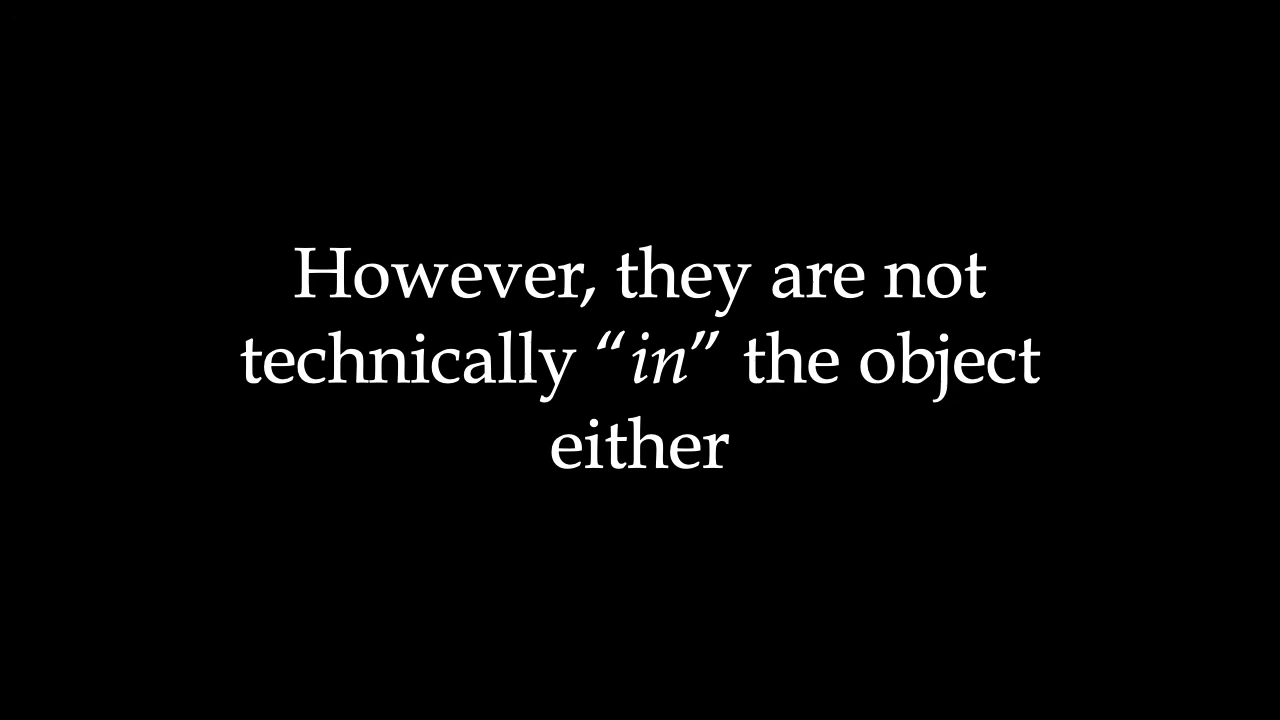 However, they are not
technically “in” the object
either